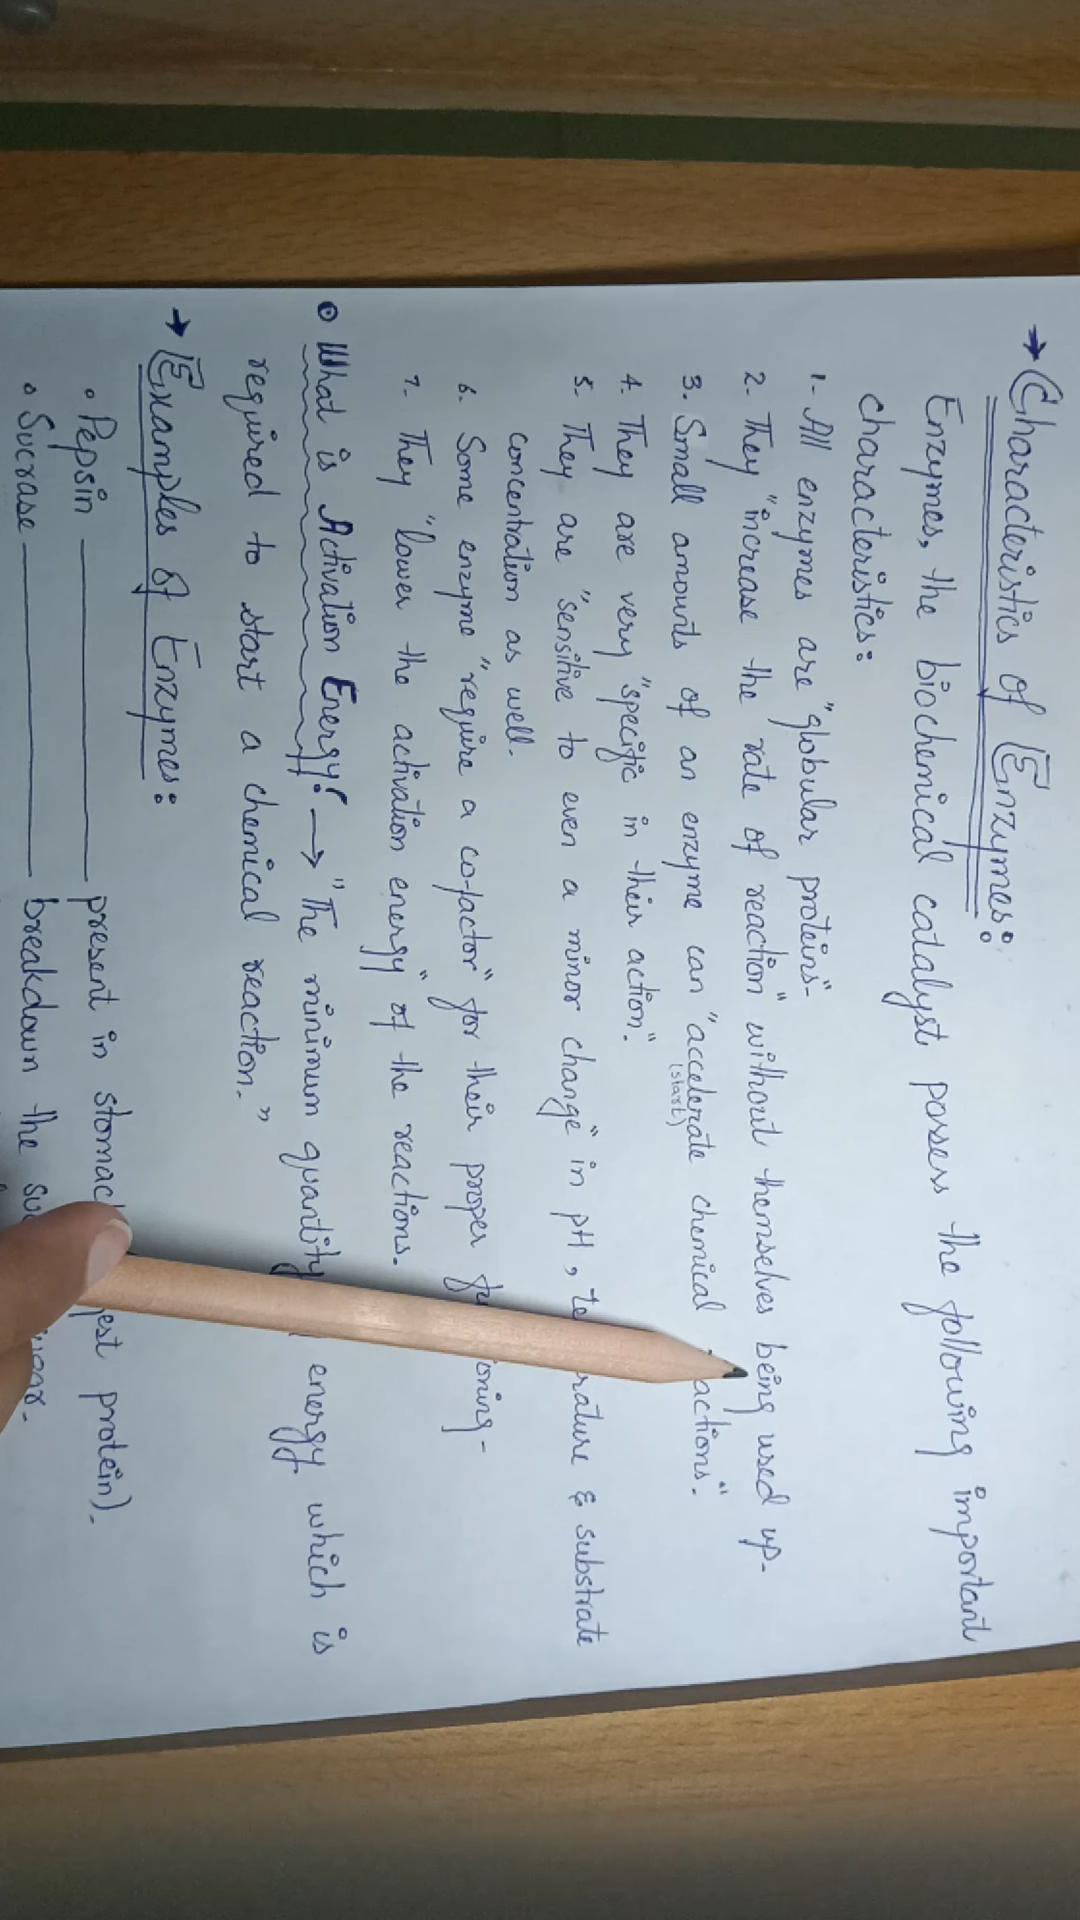 → Characteristics of Enzymes:
Enzymes, the biochemical catalyst possess the following important
characteristics:
1- All enzymes are "globular proteins"-
2- They "increase the rate of reaction" without themselves being used up-
3. Small amounts of an enzyme can "accelerate chemical actions".
(start)
4. They are very "specific in their action".
5. They are "sensitive to even a minor change" in pH, rature & substrate
concentration as well.
6. Some enzyme "require a co-factor" for their proper oning-
7- They "lower the activation energy" of the reactions.
What is Activation Energy? → "The minimum quantity energy which is
required to start a chemical reaction."
→ Examples of Enzymes:
• Pepsin present in stomac est protein).
• Sucrase breakdown the